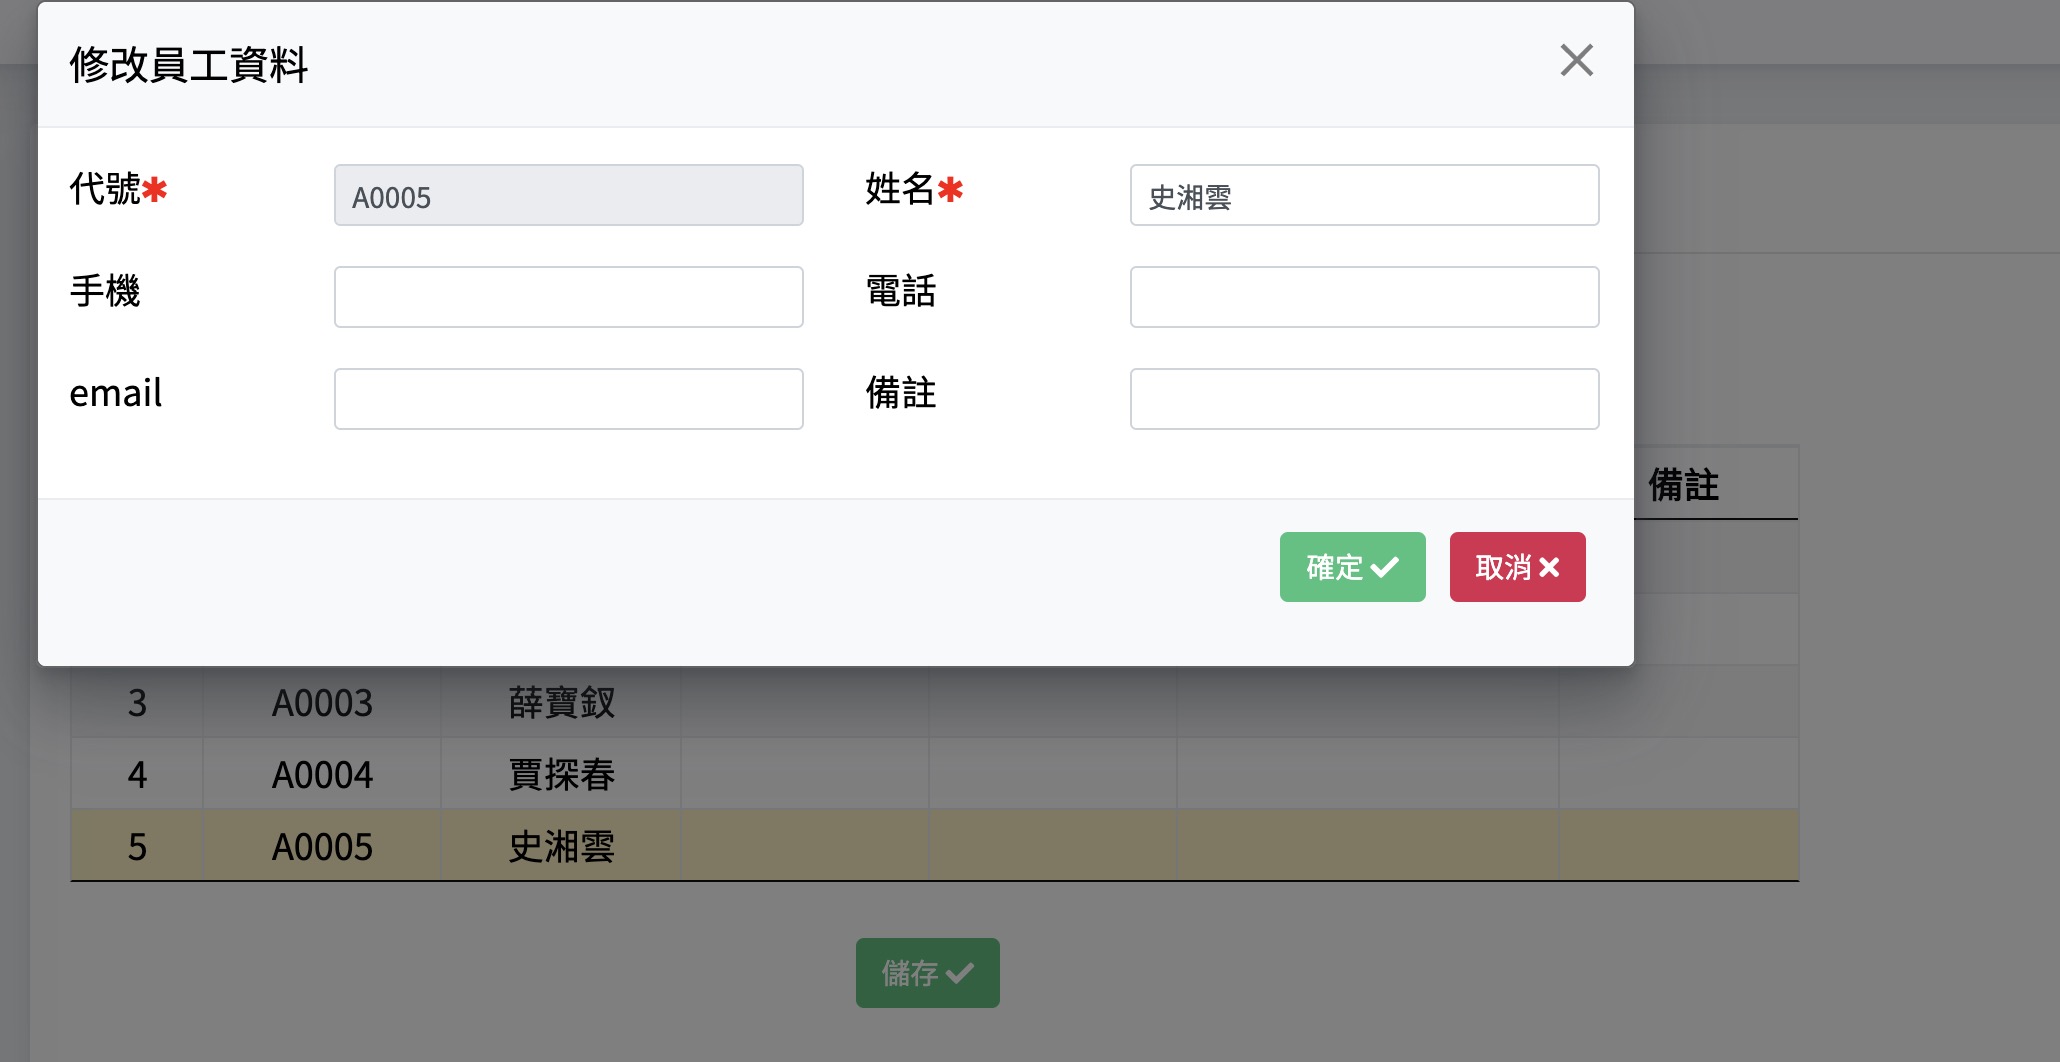 修改員工資料
代號✱ A0005 姓名✱ 史湘雲
手機 電話
email 備註
備註
確定 取消
3 A0003 薛寶釵
4 A0004 賈探春
5 A0005 史湘雲
儲存